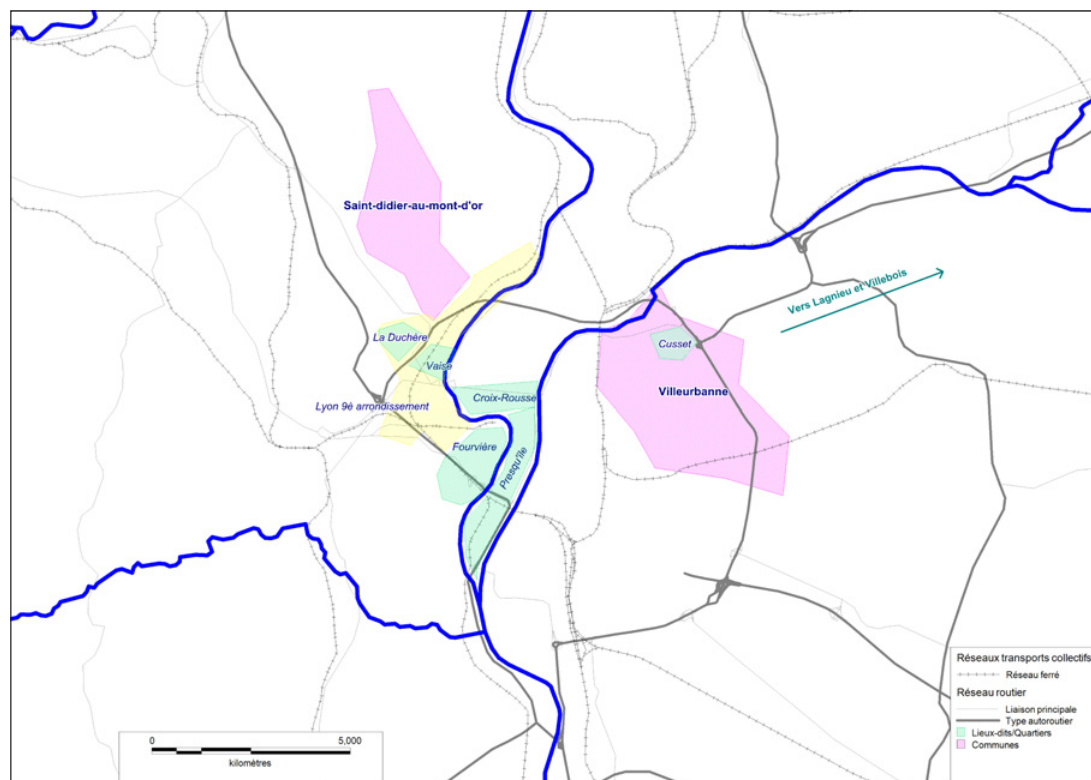 Saint-didier-au-mont-d'or
Vers Lagnieu et Villebois
La Duchère
Cusset
Vaise
Villeurbanne
Croix-Rousse
Lyon 9è arrondissement
Fourvière
Presqu'île
Réseaux transports collectifs
Réseau ferré
Réseau routier
Liaison principale
Type autoroutier
Lieux-dits/Quartiers
Communes
0 5,000
kilomètres